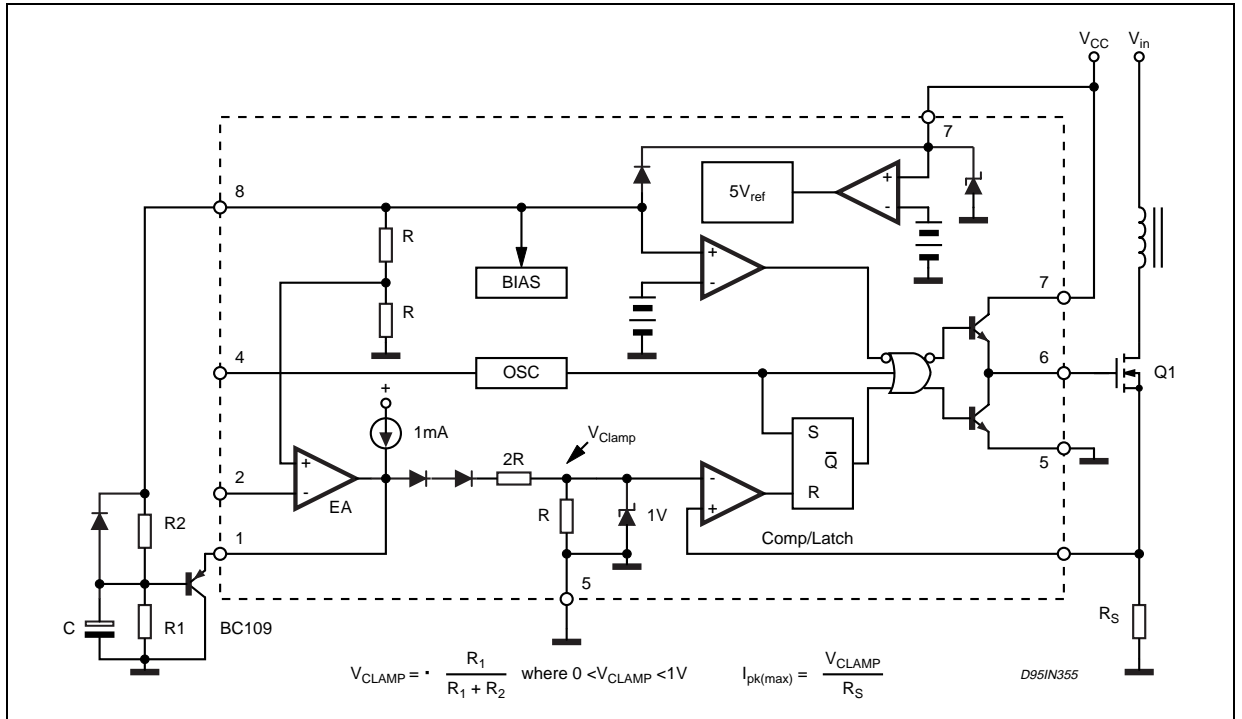 VCC
Vin
7
8
R
5Vref
+
-
BIAS
+
-
R
7
4
OSC
6
Q1
+
1mA
VClamp
S
Q̅
2R
5
2
+
-
EA
R
1V
-
+
R
R2
1
Comp/Latch
5
C
R1
BC109
RS
VCLAMP = · R1 / R1 + R2 where 0 <VCLAMP <1V
Ipk(max) = VCLAMP / RS
D95IN355